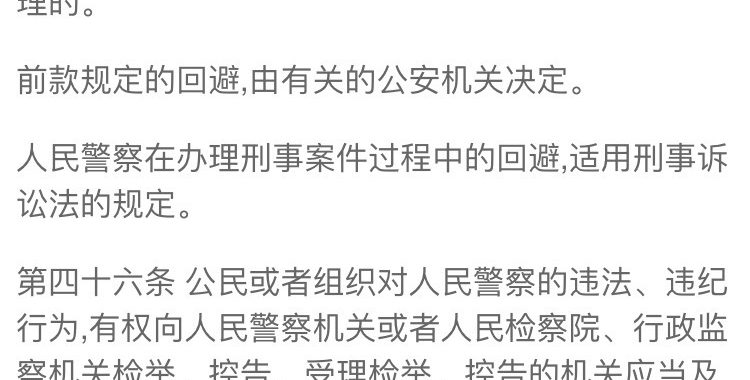 理的。
前款规定的回避,由有关的公安机关决定。
人民警察在办理刑事案件过程中的回避,适用刑事诉
讼法的规定。
第四十六条 公民或者组织对人民警察的违法、违纪
行为,有权向人民警察机关或者人民检察院、行政监
察机关检举、控告。受理检举、控告的机关应当及